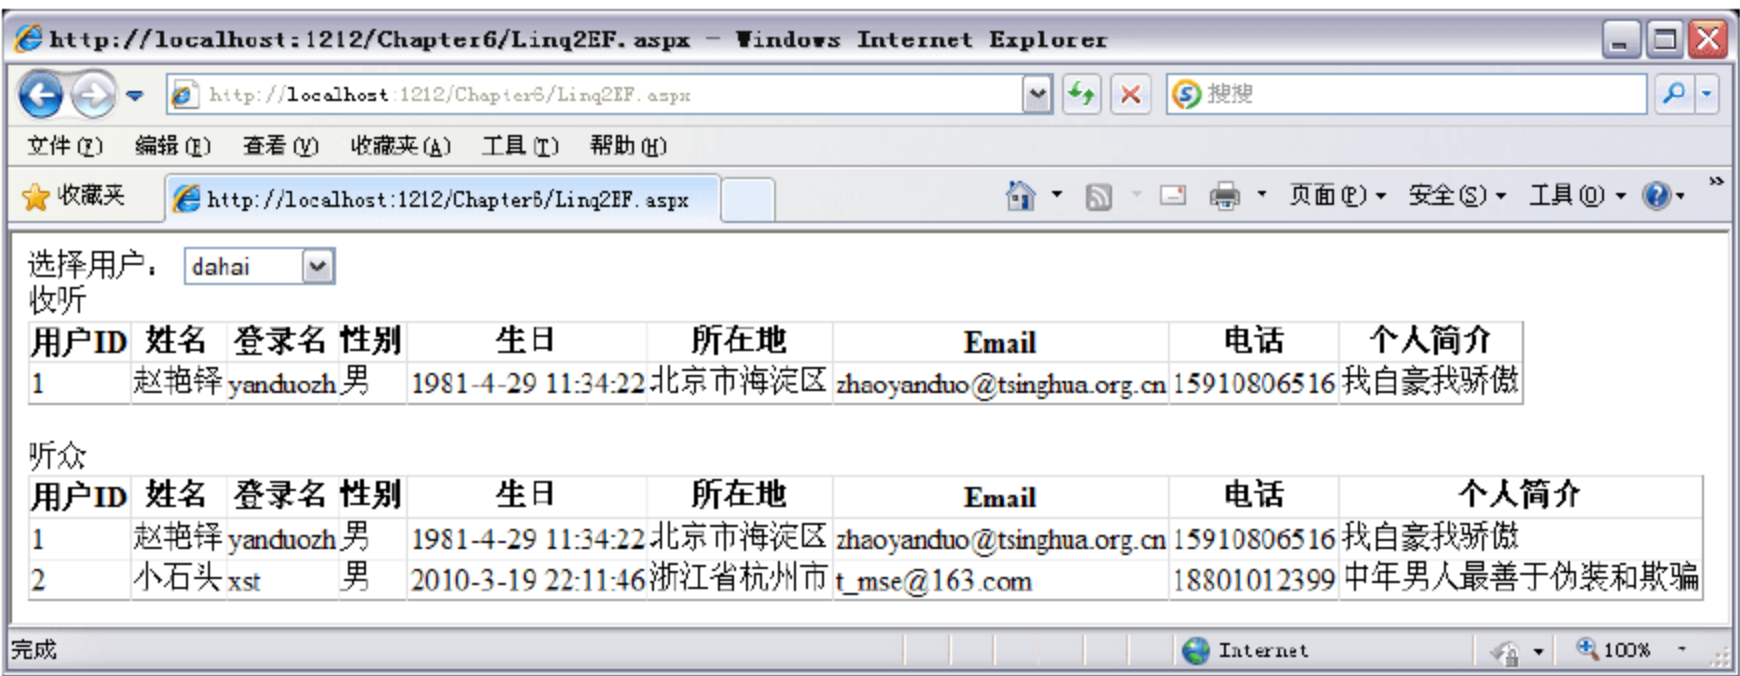 http://localhost:1212/Chapter6/Linq2EF.aspx - Windows Internet Explorer
http://localhost:1212/Chapter6/Linq2EF.aspx 搜搜
文件(F) 编辑(E) 查看(V) 收藏夹(A) 工具(T) 帮助(H)
收藏夹 http://localhost:1212/Chapter6/Linq2EF.aspx 页面(P) 安全(S) 工具(O) »
选择用户： dahai
收听
用户ID 姓名 登录名 性别 生日 所在地 Email 电话 个人简介
1 赵艳铎 yanduozh 男 1981-4-29 11:34:22 北京市海淀区 zhaoyanduo@tsinghua.org.cn 15910806516 我自豪我骄傲
听众
用户ID 姓名 登录名 性别 生日 所在地 Email 电话 个人简介
1 赵艳铎 yanduozh 男 1981-4-29 11:34:22 北京市海淀区 zhaoyanduo@tsinghua.org.cn 15910806516 我自豪我骄傲
2 小石头 xst 男 2010-3-19 22:11:46 浙江省杭州市 t_mse@163.com 18801012399 中年男人最善于伪装和欺骗
完成 Internet 100%